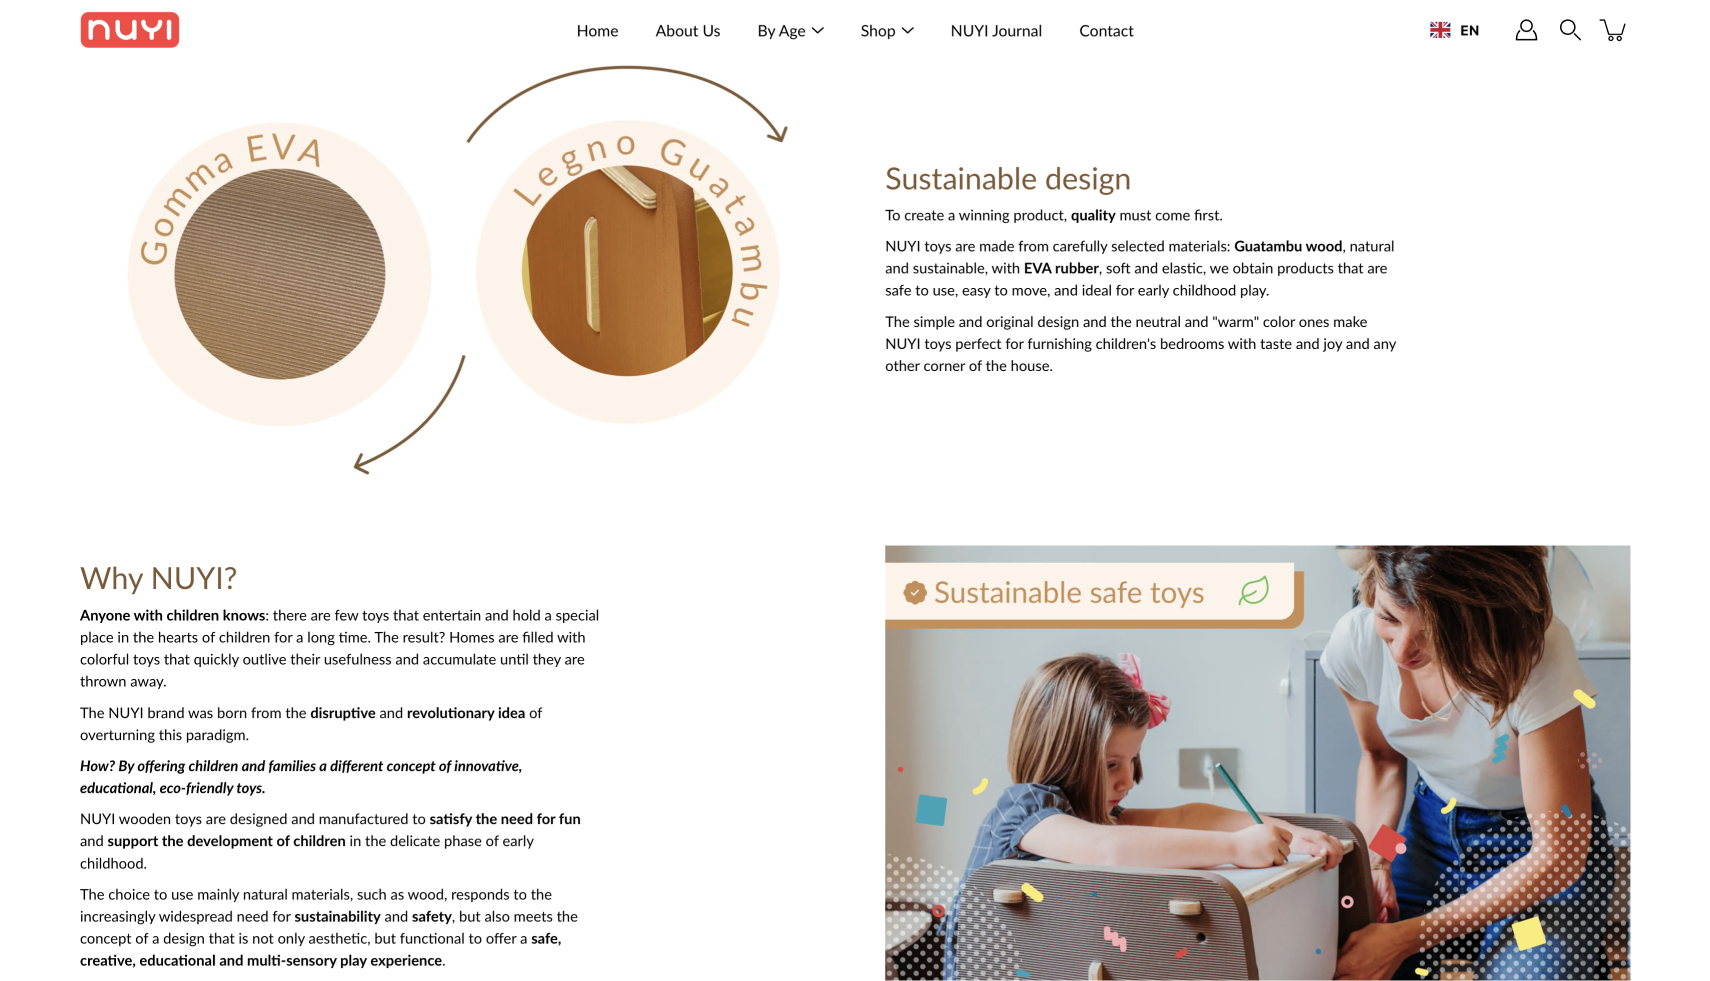 nuyi
Home
About Us
By Age
Shop
NUYI Journal
Contact
EN
Gomma EVA
Legno Guatambu
Sustainable design
To create a winning product, quality must come first.
NUYI toys are made from carefully selected materials: Guatambu wood, natural
and sustainable, with EVA rubber, soft and elastic, we obtain products that are
safe to use, easy to move, and ideal for early childhood play.
The simple and original design and the neutral and "warm" color ones make
NUYI toys perfect for furnishing children's bedrooms with taste and joy and any
other corner of the house.
Why NUYI?
Anyone with children knows: there are few toys that entertain and hold a special
place in the hearts of children for a long time. The result? Homes are filled with
colorful toys that quickly outlive their usefulness and accumulate until they are
thrown away.
The NUYI brand was born from the disruptive and revolutionary idea of
overturning this paradigm.
How? By offering children and families a different concept of innovative,
educational, eco-friendly toys.
NUYI wooden toys are designed and manufactured to satisfy the need for fun
and support the development of children in the delicate phase of early
childhood.
The choice to use mainly natural materials, such as wood, responds to the
increasingly widespread need for sustainability and safety, but also meets the
concept of a design that is not only aesthetic, but functional to offer a safe,
creative, educational and multi-sensory play experience.
Sustainable safe toys